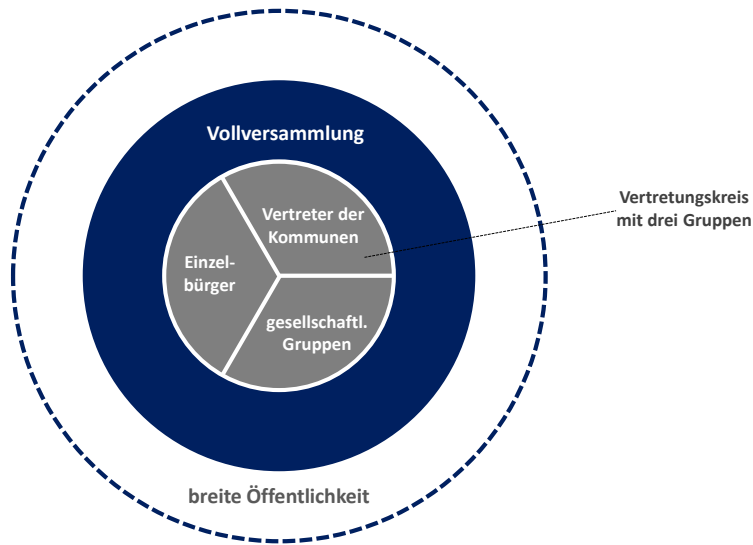 Vollversammlung
Vertreter der
Kommunen
Vertretungskreis
mit drei Gruppen
Einzel-
bürger
gesellschaftl.
Gruppen
breite Öffentlichkeit